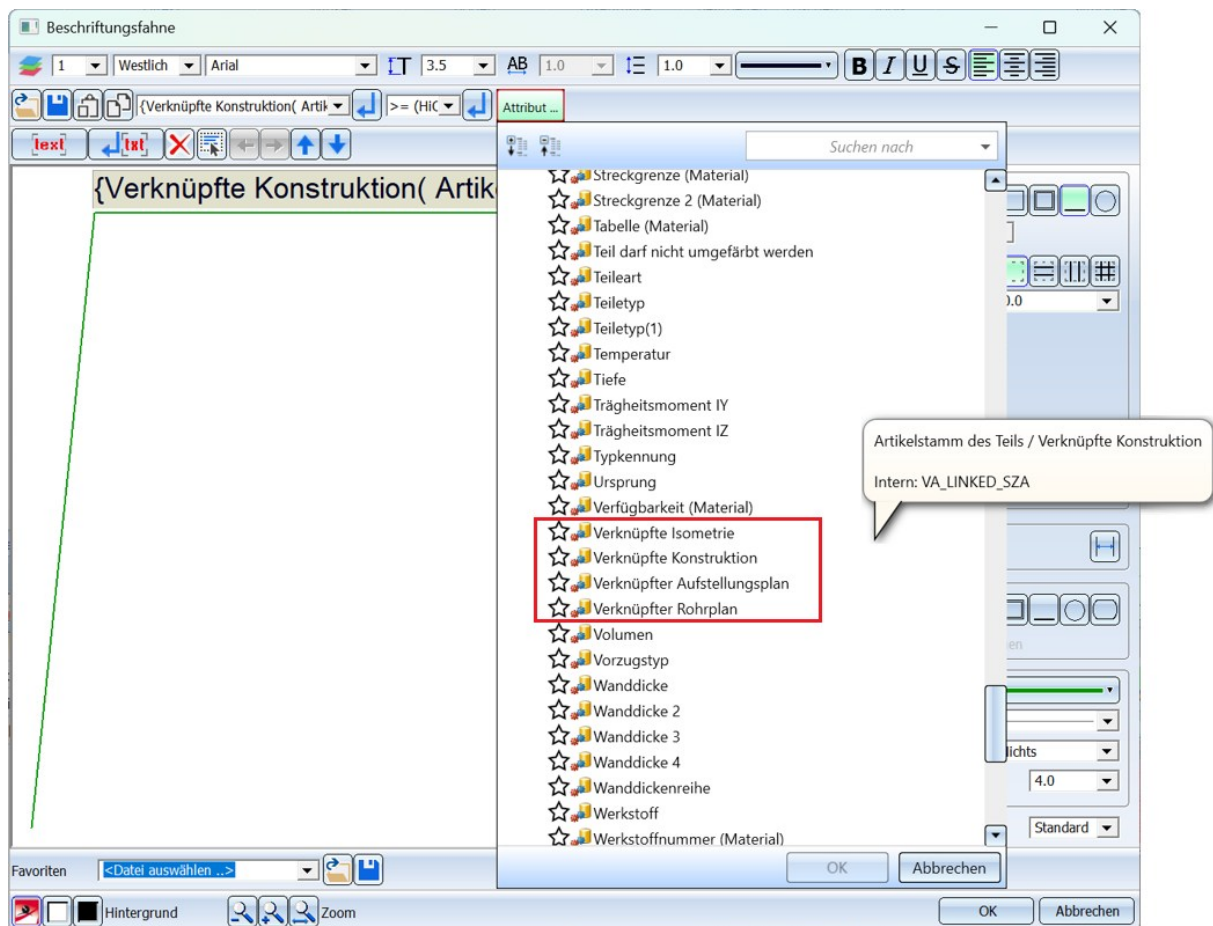 Beschriftungsfahne
1 Westlich Arial 3.5 AB 1.0 1.0 B I U S
{Verknüpfte Konstruktion( Artik >= (HiC Attribut ...
[text] [txt] Suchen nach
{Verknüpfte Konstruktion( Artik
Streckgrenze (Material)
Streckgrenze 2 (Material)
Tabelle (Material)
Teil darf nicht umgefärbt werden
Teileart
Teiletyp
Teiletyp(1)
Temperatur
Tiefe
Trägheitsmoment IY
Trägheitsmoment IZ
Typkennung
Ursprung
Verfügbarkeit (Material)
Verknüpfte Isometrie
Verknüpfte Konstruktion
Verknüpfter Aufstellungsplan
Verknüpfter Rohrplan
Volumen
Vorzugstyp
Wanddicke
Wanddicke 2
Wanddicke 3
Wanddicke 4
Wanddickenreihe
Werkstoff
Werkstoffnummer (Material)
Artikelstamm des Teils / Verknüpfte Konstruktion
Intern: VA_LINKED_SZA
4.0
Standard
OK Abbrechen
Favoriten <Datei auswählen ..>
Hintergrund Zoom OK Abbrechen